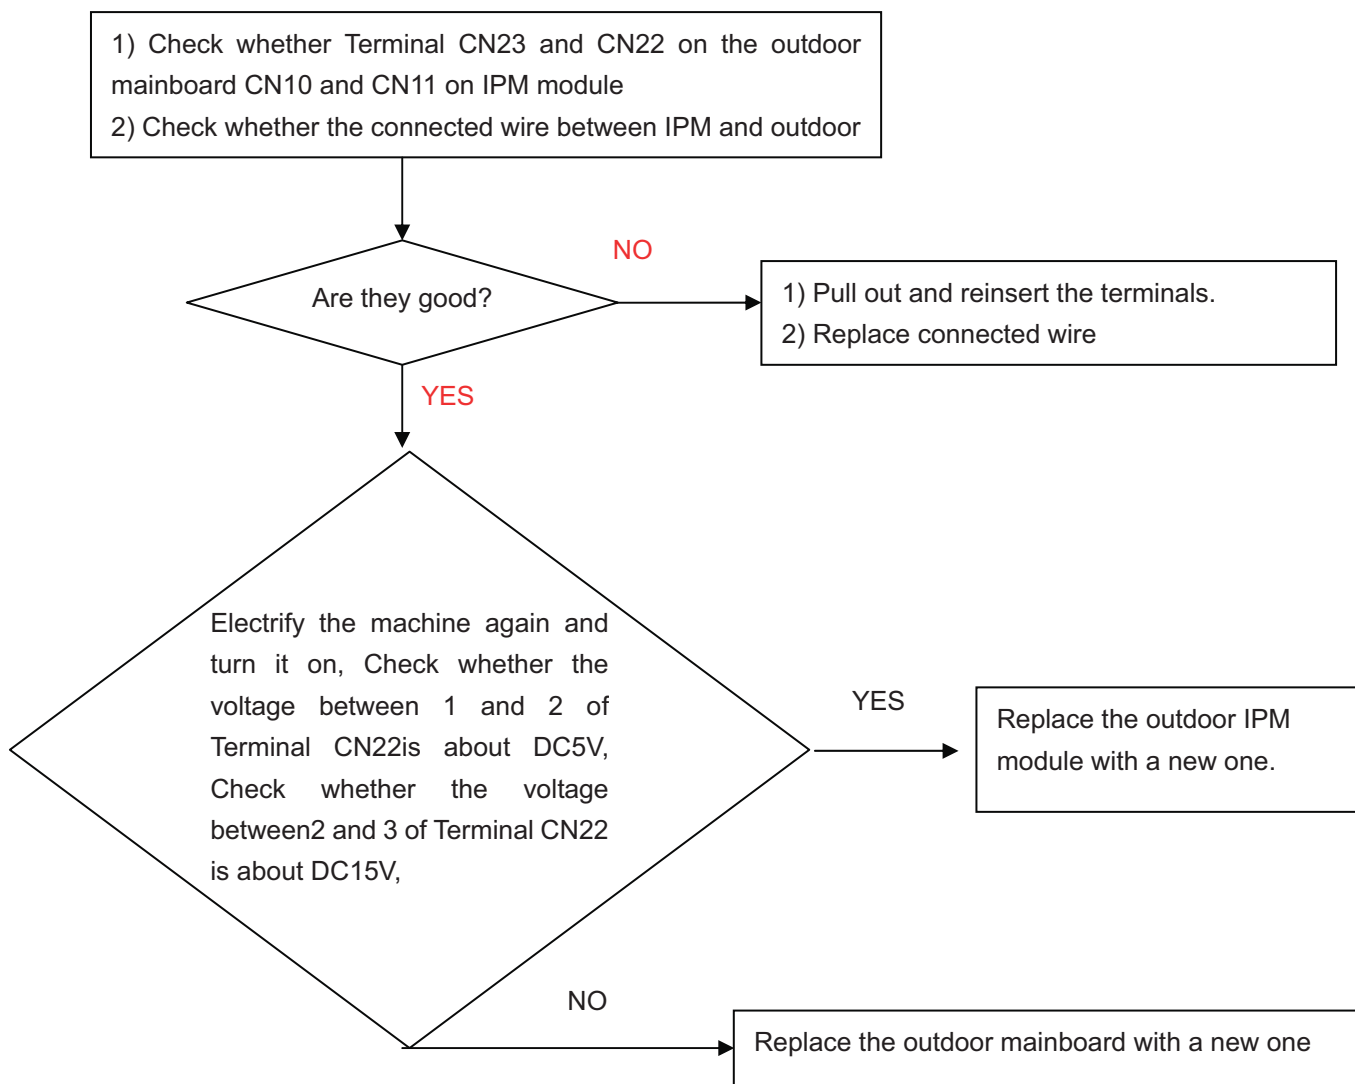 1) Check whether Terminal CN23 and CN22 on the outdoor
mainboard CN10 and CN11 on IPM module
2) Check whether the connected wire between IPM and outdoor
NO
Are they good?
1) Pull out and reinsert the terminals.
2) Replace connected wire
YES
Electrify the machine again and
turn it on, Check whether the
voltage between 1 and 2 of
Terminal CN22is about DC5V,
Check whether the voltage
between2 and 3 of Terminal CN22
is about DC15V,
YES
Replace the outdoor IPM
module with a new one.
NO
Replace the outdoor mainboard with a new one